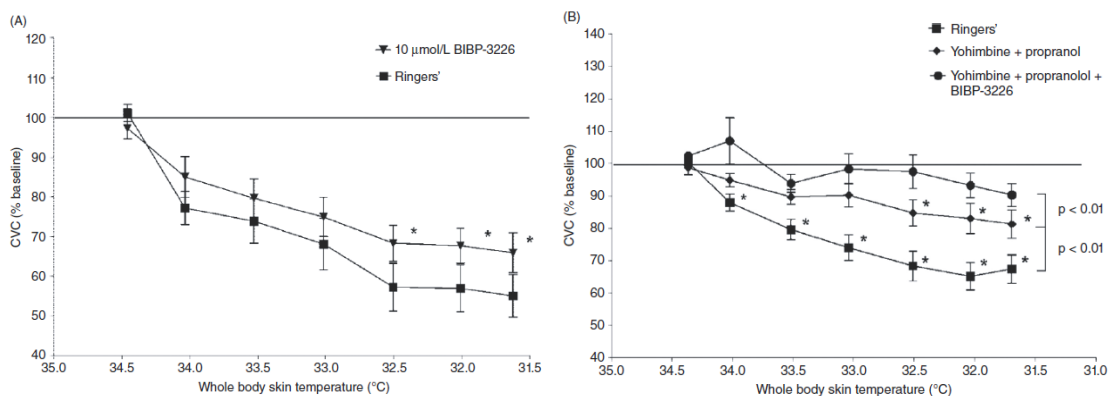 (A)
120
110
100
90
80
70
60
50
40
CVC (% baseline)
10 μmol/L BIBP-3226
Ringers'
* * *
35.0 34.5 34.0 33.5 33.0 32.5 32.0 31.5
Whole body skin temperature (°C)
(B)
140
130
120
110
100
90
80
70
60
50
40
CVC (% baseline)
Ringers'
Yohimbine + propranol
Yohimbine + propranolol +
BIBP-3226
* * *
* * * * * *
p < 0.01
p < 0.01
35.0 34.5 34.0 33.5 33.0 32.5 32.0 31.5 31.0
Whole body skin temperature (°C)